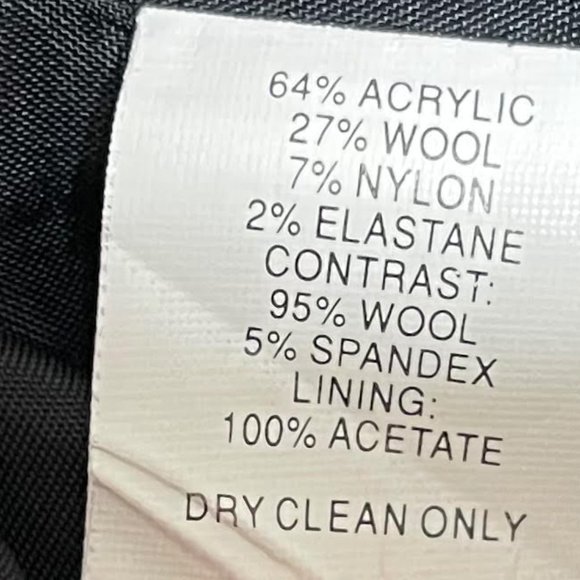 64% ACRYLIC
27% WOOL
7% NYLON
2% ELASTANE
CONTRAST:
95% WOOL
5% SPANDEX
LINING:
100% ACETATE
DRY CLEAN ONLY